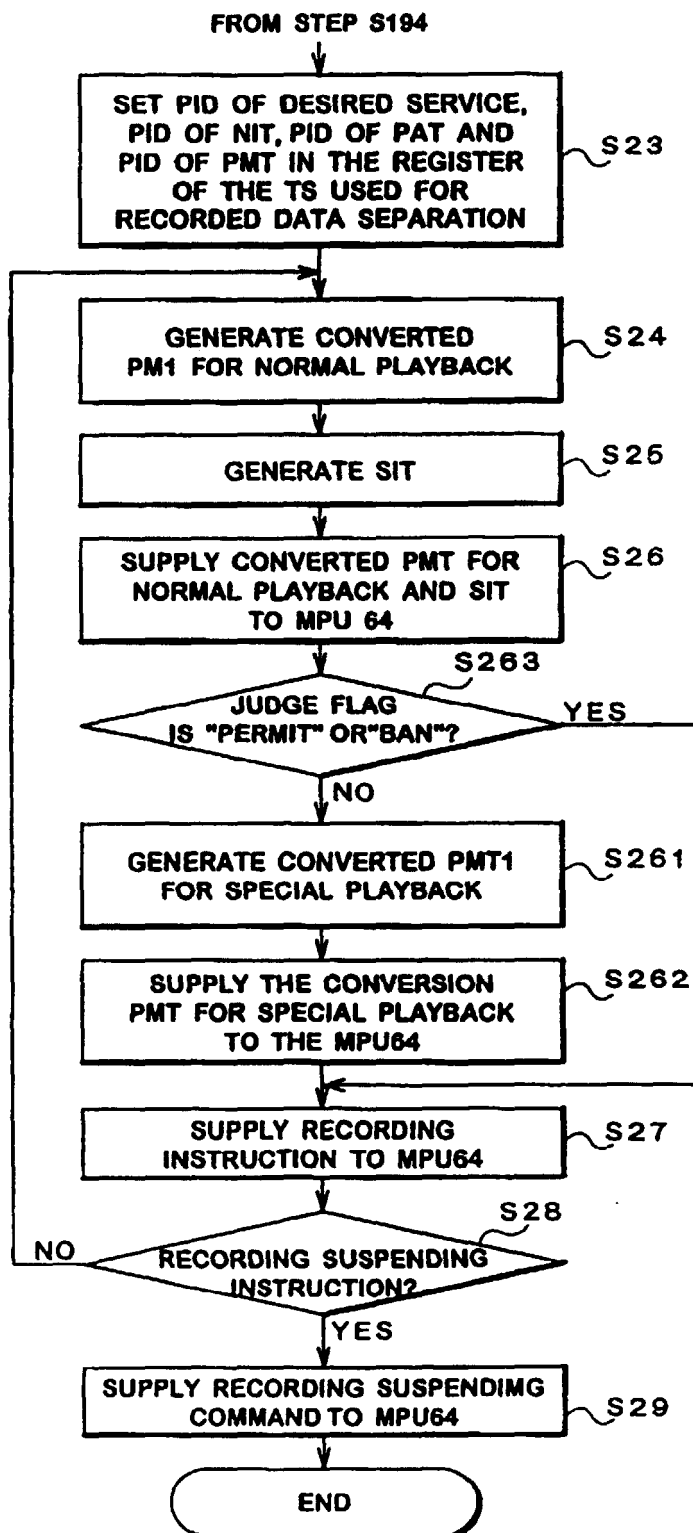 FROM STEP S194
SET PID OF DESIRED SERVICE,
PID OF NIT, PID OF PAT AND
PID OF PMT IN THE REGISTER
OF THE TS USED FOR
RECORDED DATA SEPARATION
S23
GENERATE CONVERTED
PM1 FOR NORMAL PLAYBACK
S24
GENERATE SIT
S25
SUPPLY CONVERTED PMT FOR
NORMAL PLAYBACK AND SIT
TO MPU 64
S26
S263
JUDGE FLAG
IS "PERMIT" OR"BAN"?
YES
NO
GENERATE CONVERTED PMT1
FOR SPECIAL PLAYBACK
S261
SUPPLY THE CONVERSION
PMT FOR SPECIAL PLAYBACK
TO THE MPU64
S262
SUPPLY RECORDING
INSTRUCTION TO MPU64
S27
S28
NO
RECORDING SUSPENDING
INSTRUCTION?
YES
SUPPLY RECORDING SUSPENDIMG
COMMAND TO MPU64
S29
END